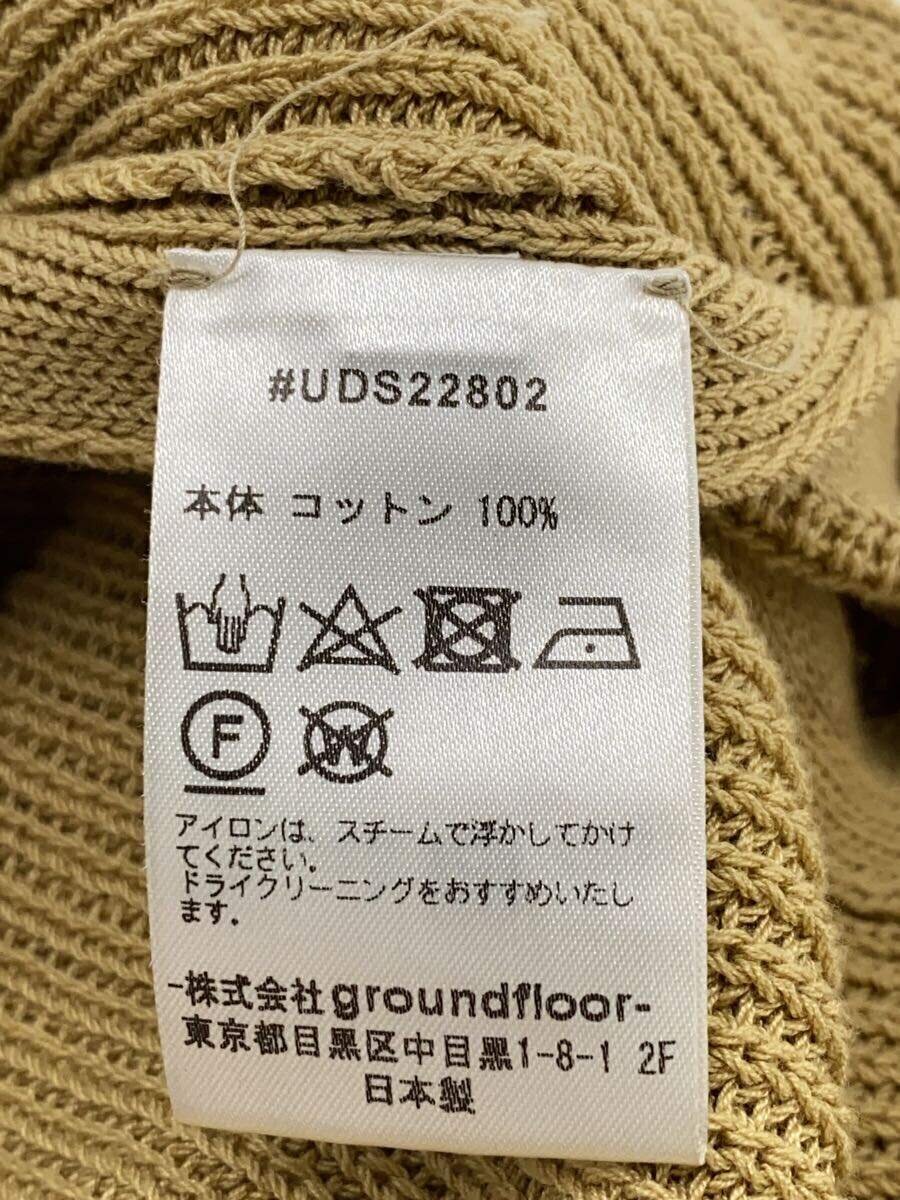 #UDS22802
本体 コットン 100%
F
W
アイロンは、スチームで浮かしてかけ
てください。
ドライクリーニングをおすすめいたし
ます。
-株式会社groundfloor-
東京都目黒区中目黒1-8-1 2F
日本製